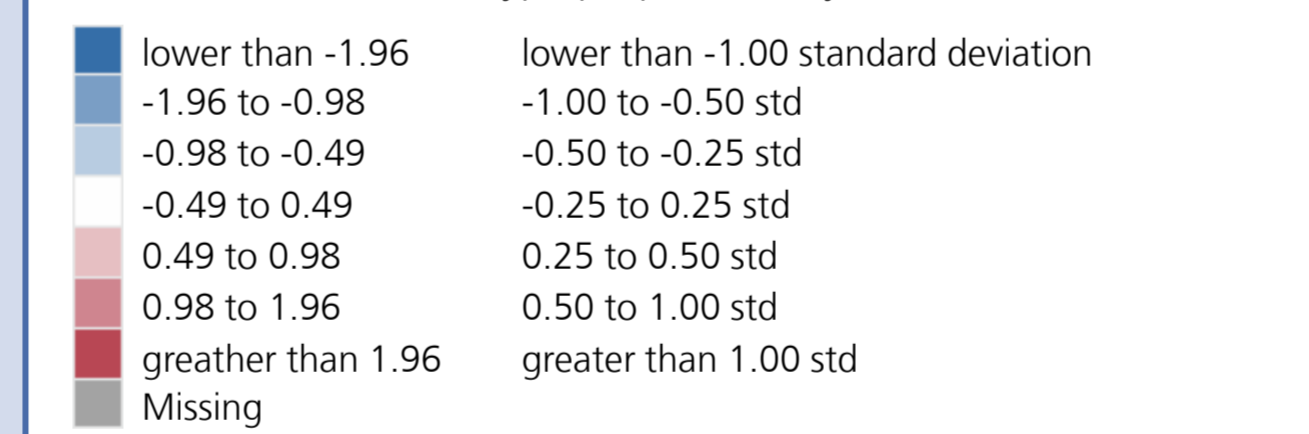 lower than -1.96 lower than -1.00 standard deviation
-1.96 to -0.98 -1.00 to -0.50 std
-0.98 to -0.49 -0.50 to -0.25 std
-0.49 to 0.49 -0.25 to 0.25 std
0.49 to 0.98 0.25 to 0.50 std
0.98 to 1.96 0.50 to 1.00 std
greather than 1.96 greater than 1.00 std
Missing